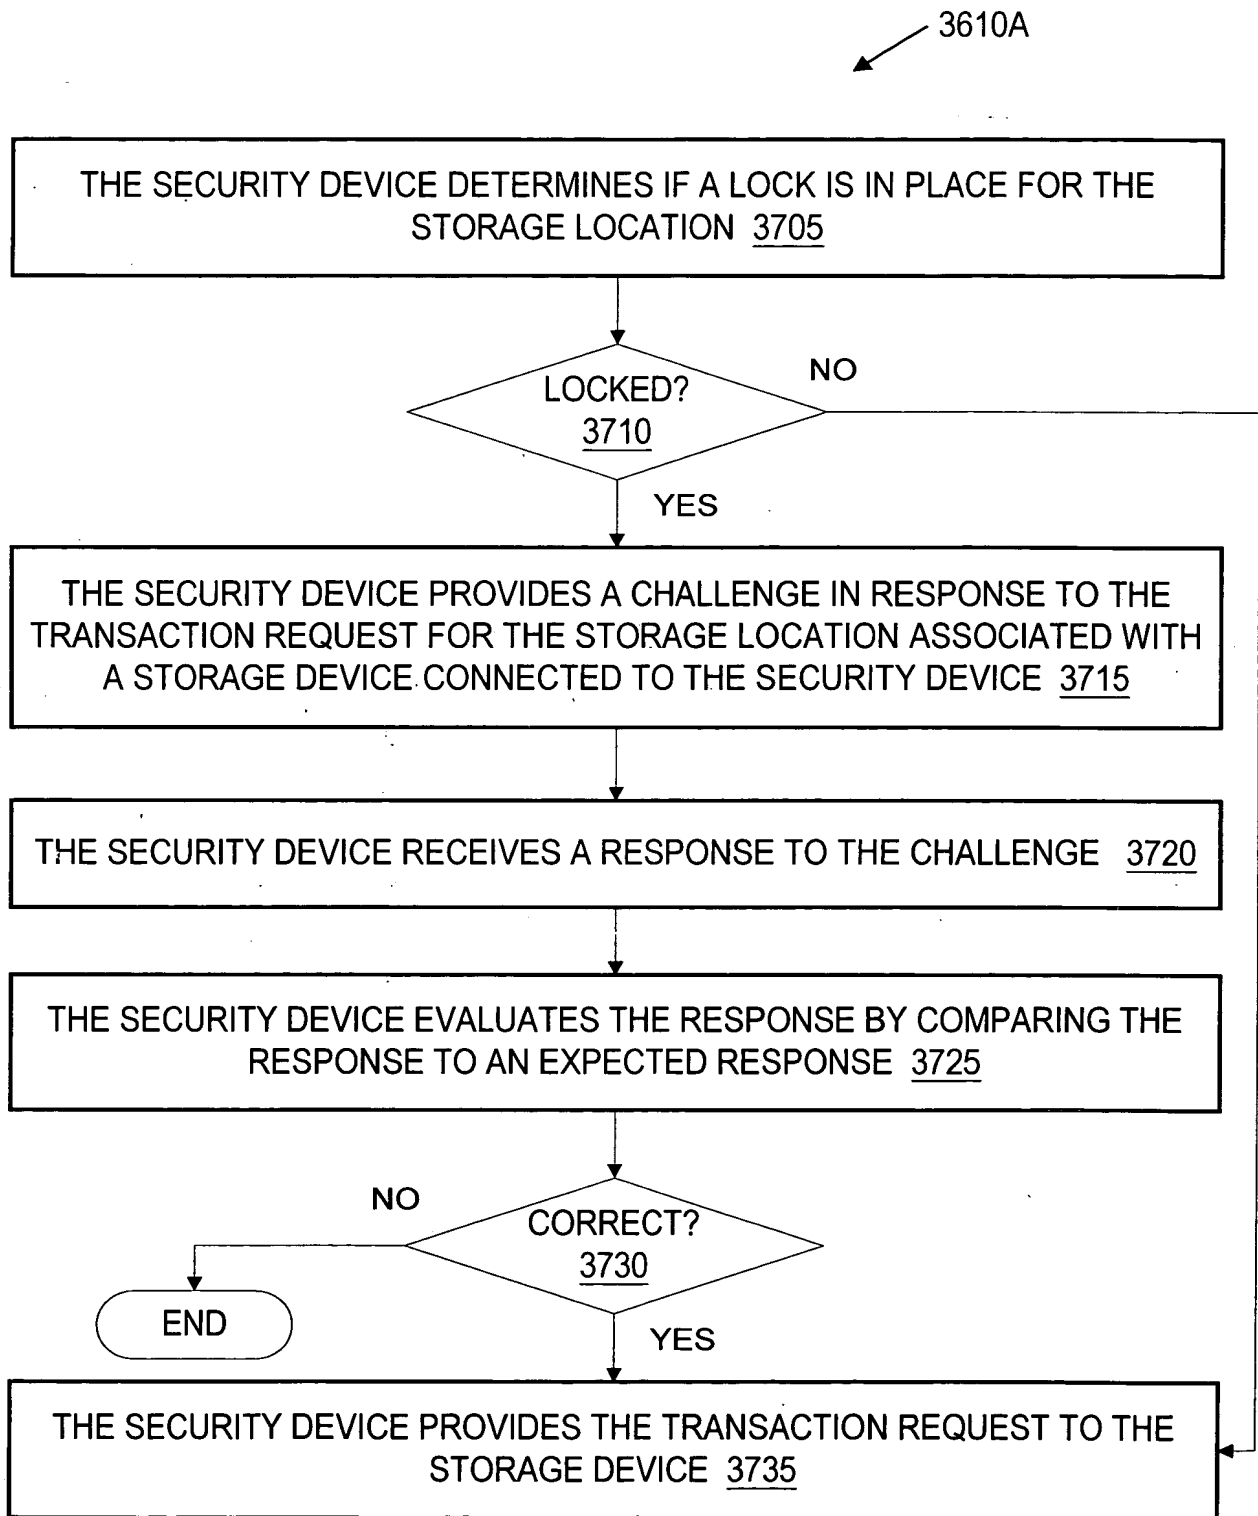 3610A
THE SECURITY DEVICE DETERMINES IF A LOCK IS IN PLACE FOR THE
STORAGE LOCATION 3705
LOCKED?
3710
NO
YES
THE SECURITY DEVICE PROVIDES A CHALLENGE IN RESPONSE TO THE
TRANSACTION REQUEST FOR THE STORAGE LOCATION ASSOCIATED WITH
A STORAGE DEVICE CONNECTED TO THE SECURITY DEVICE 3715
THE SECURITY DEVICE RECEIVES A RESPONSE TO THE CHALLENGE 3720
THE SECURITY DEVICE EVALUATES THE RESPONSE BY COMPARING THE
RESPONSE TO AN EXPECTED RESPONSE 3725
NO
CORRECT?
3730
END
YES
THE SECURITY DEVICE PROVIDES THE TRANSACTION REQUEST TO THE
STORAGE DEVICE 3735